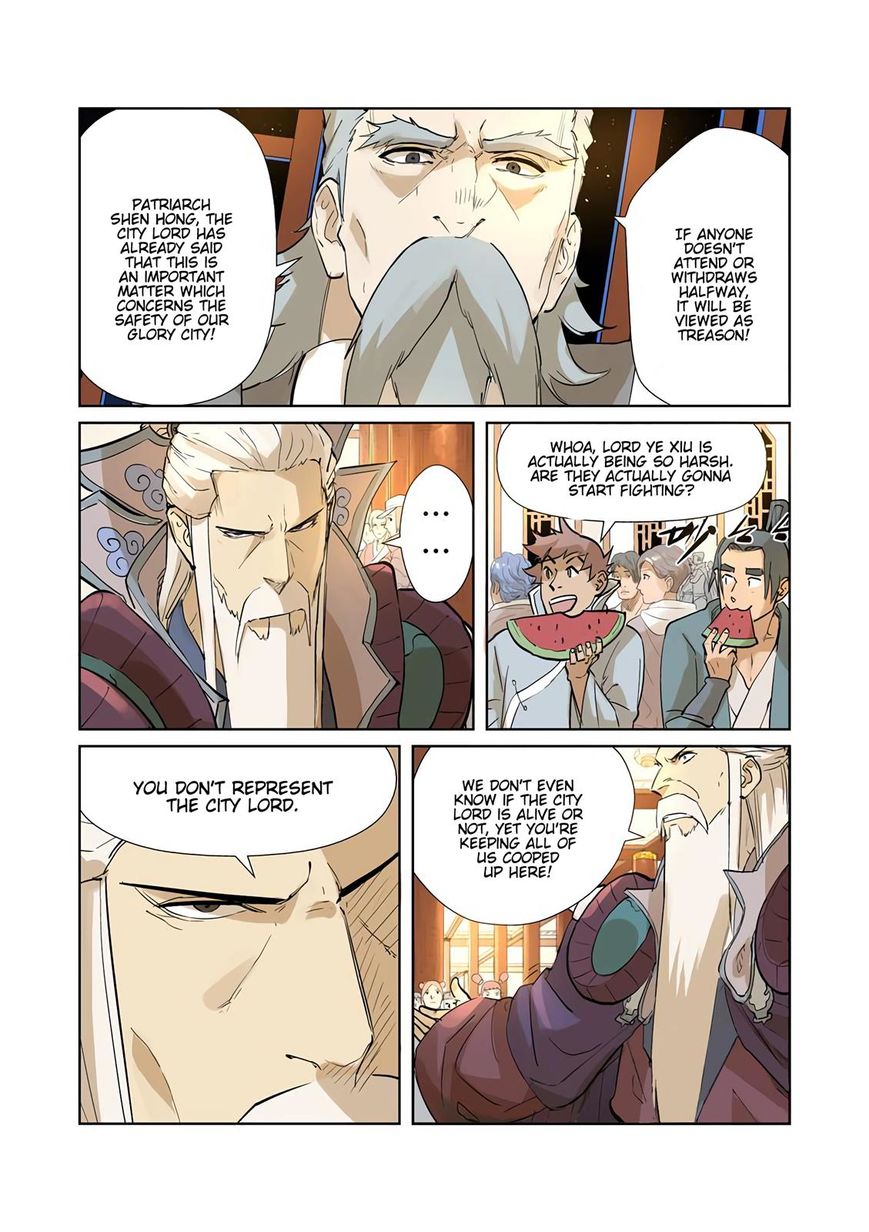 PATRIARCH
SHEN HONG, THE
CITY LORD HAS
ALREADY SAID
THAT THIS IS
AN IMPORTANT
MATTER WHICH
CONCERNS THE
SAFETY OF OUR
GLORY CITY!
IF ANYONE
DOESN'T
ATTEND OR
WITHDRAWS
HALFWAY,
IT WILL BE
VIEWED AS
TREASON!
...
...
WHOA, LORD YE XIU IS
ACTUALLY BEING SO HARSH.
ARE THEY ACTUALLY GONNA
START FIGHTING?
YOU DON'T REPRESENT
THE CITY LORD.
WE DON'T EVEN
KNOW IF THE CITY
LORD IS ALIVE OR
NOT, YET YOU'RE
KEEPING ALL OF
US COOPED
UP HERE!